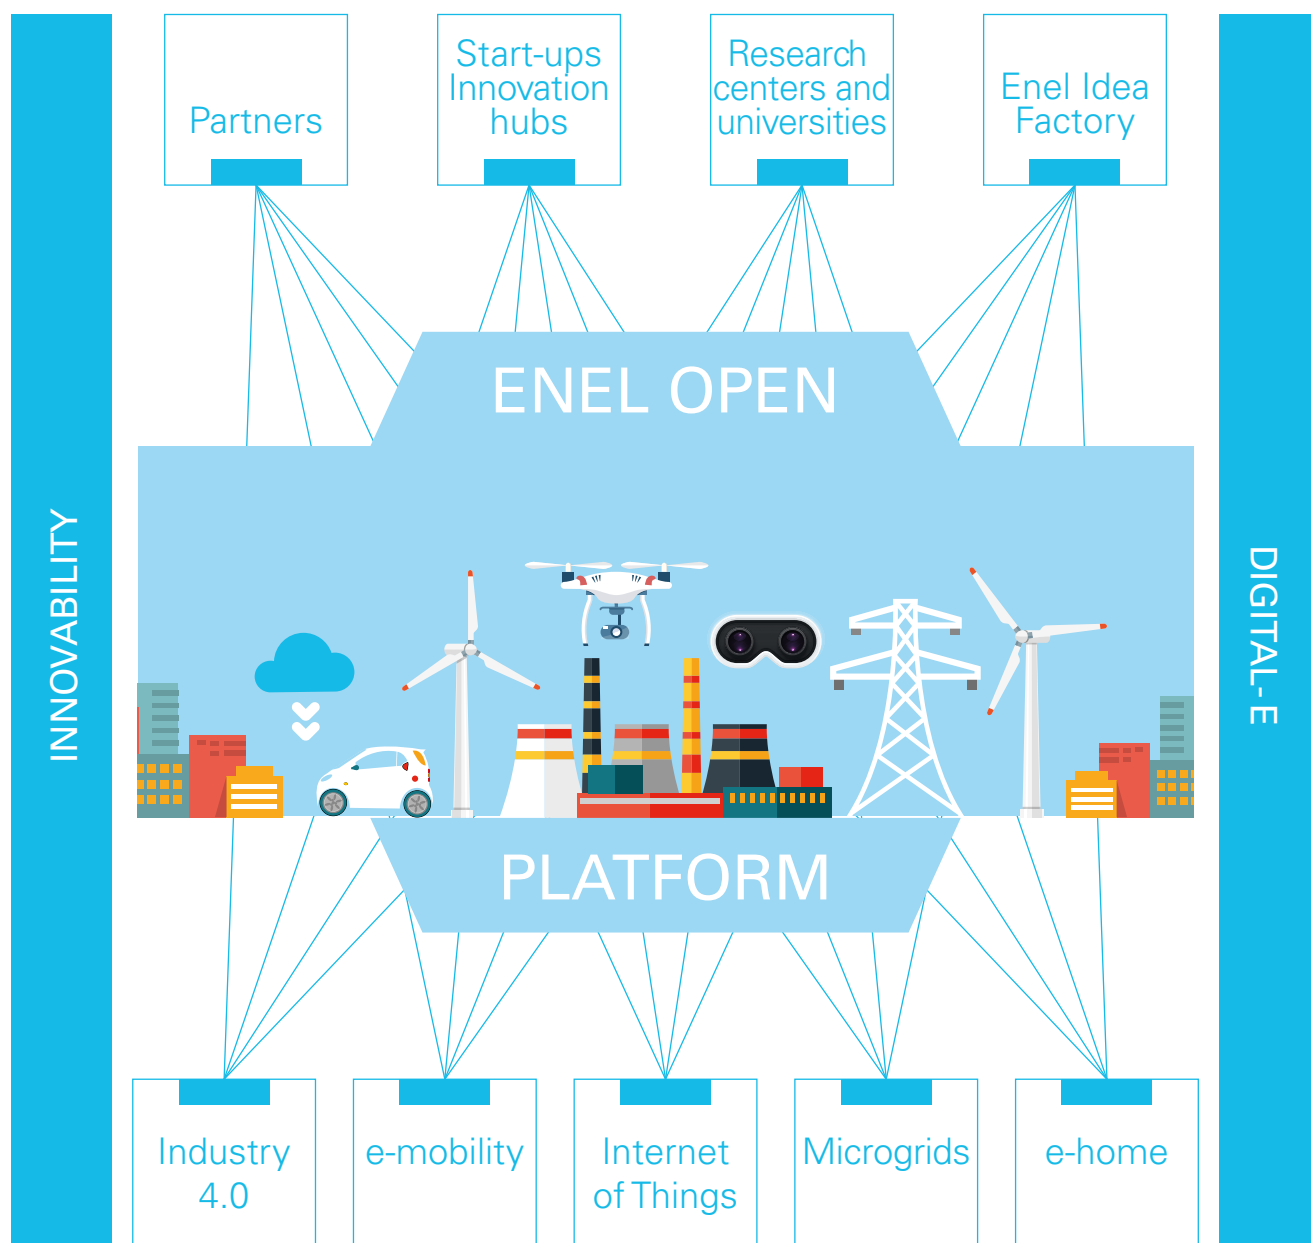 Partners
Start-ups
Innovation
hubs
Research
centers and
universities
Enel Idea
Factory
ENEL OPEN
INNOVABILITY
DIGITAL-E
PLATFORM
Industry
4.0
e-mobility
Internet
of Things
Microgrids
e-home